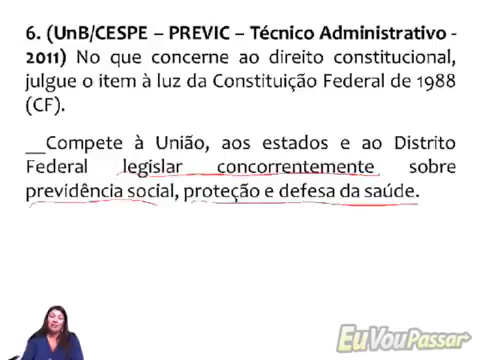 6. (UnB/CESPE – PREVIC – Técnico Administrativo -
2011) No que concerne ao direito constitucional,
julgue o item à luz da Constituição Federal de 1988
(CF).
__Compete à União, aos estados e ao Distrito
Federal legislar concorrentemente sobre
previdência social, proteção e defesa da saúde.
EuVouPassar